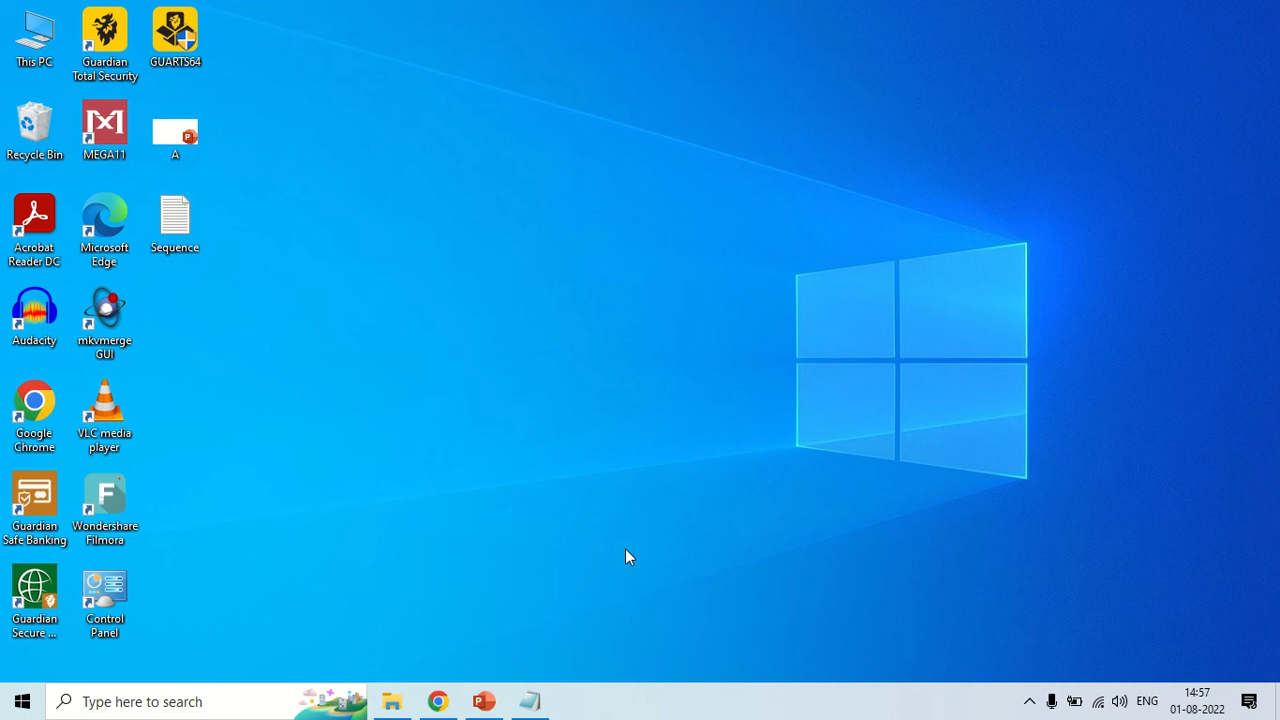 This PC
Guardian
Total Security
GUARTS64
Recycle Bin
MEGA11
A
Acrobat
Reader DC
Microsoft
Edge
Sequence
Audacity
mkvmerge
GUI
Google
Chrome
VLC media
player
Guardian
Safe Banking
Wondershare
Filmora
Guardian
Secure ...
Control
Panel
Type here to search
ENG
14:57
01-08-2022